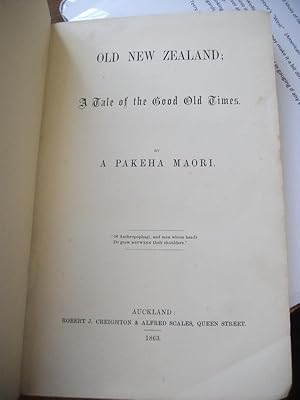 OLD NEW ZEALAND;
A Tale of the Good Old Times.
BY
A PAKEHA MAORI.
"Of Anthropophagi, and men whose heads
Do grow BENEATH their shoulders."
AUCKLAND:
ROBERT J. CREIGHTON & ALFRED SCALES, QUEEN STREET.
1863.